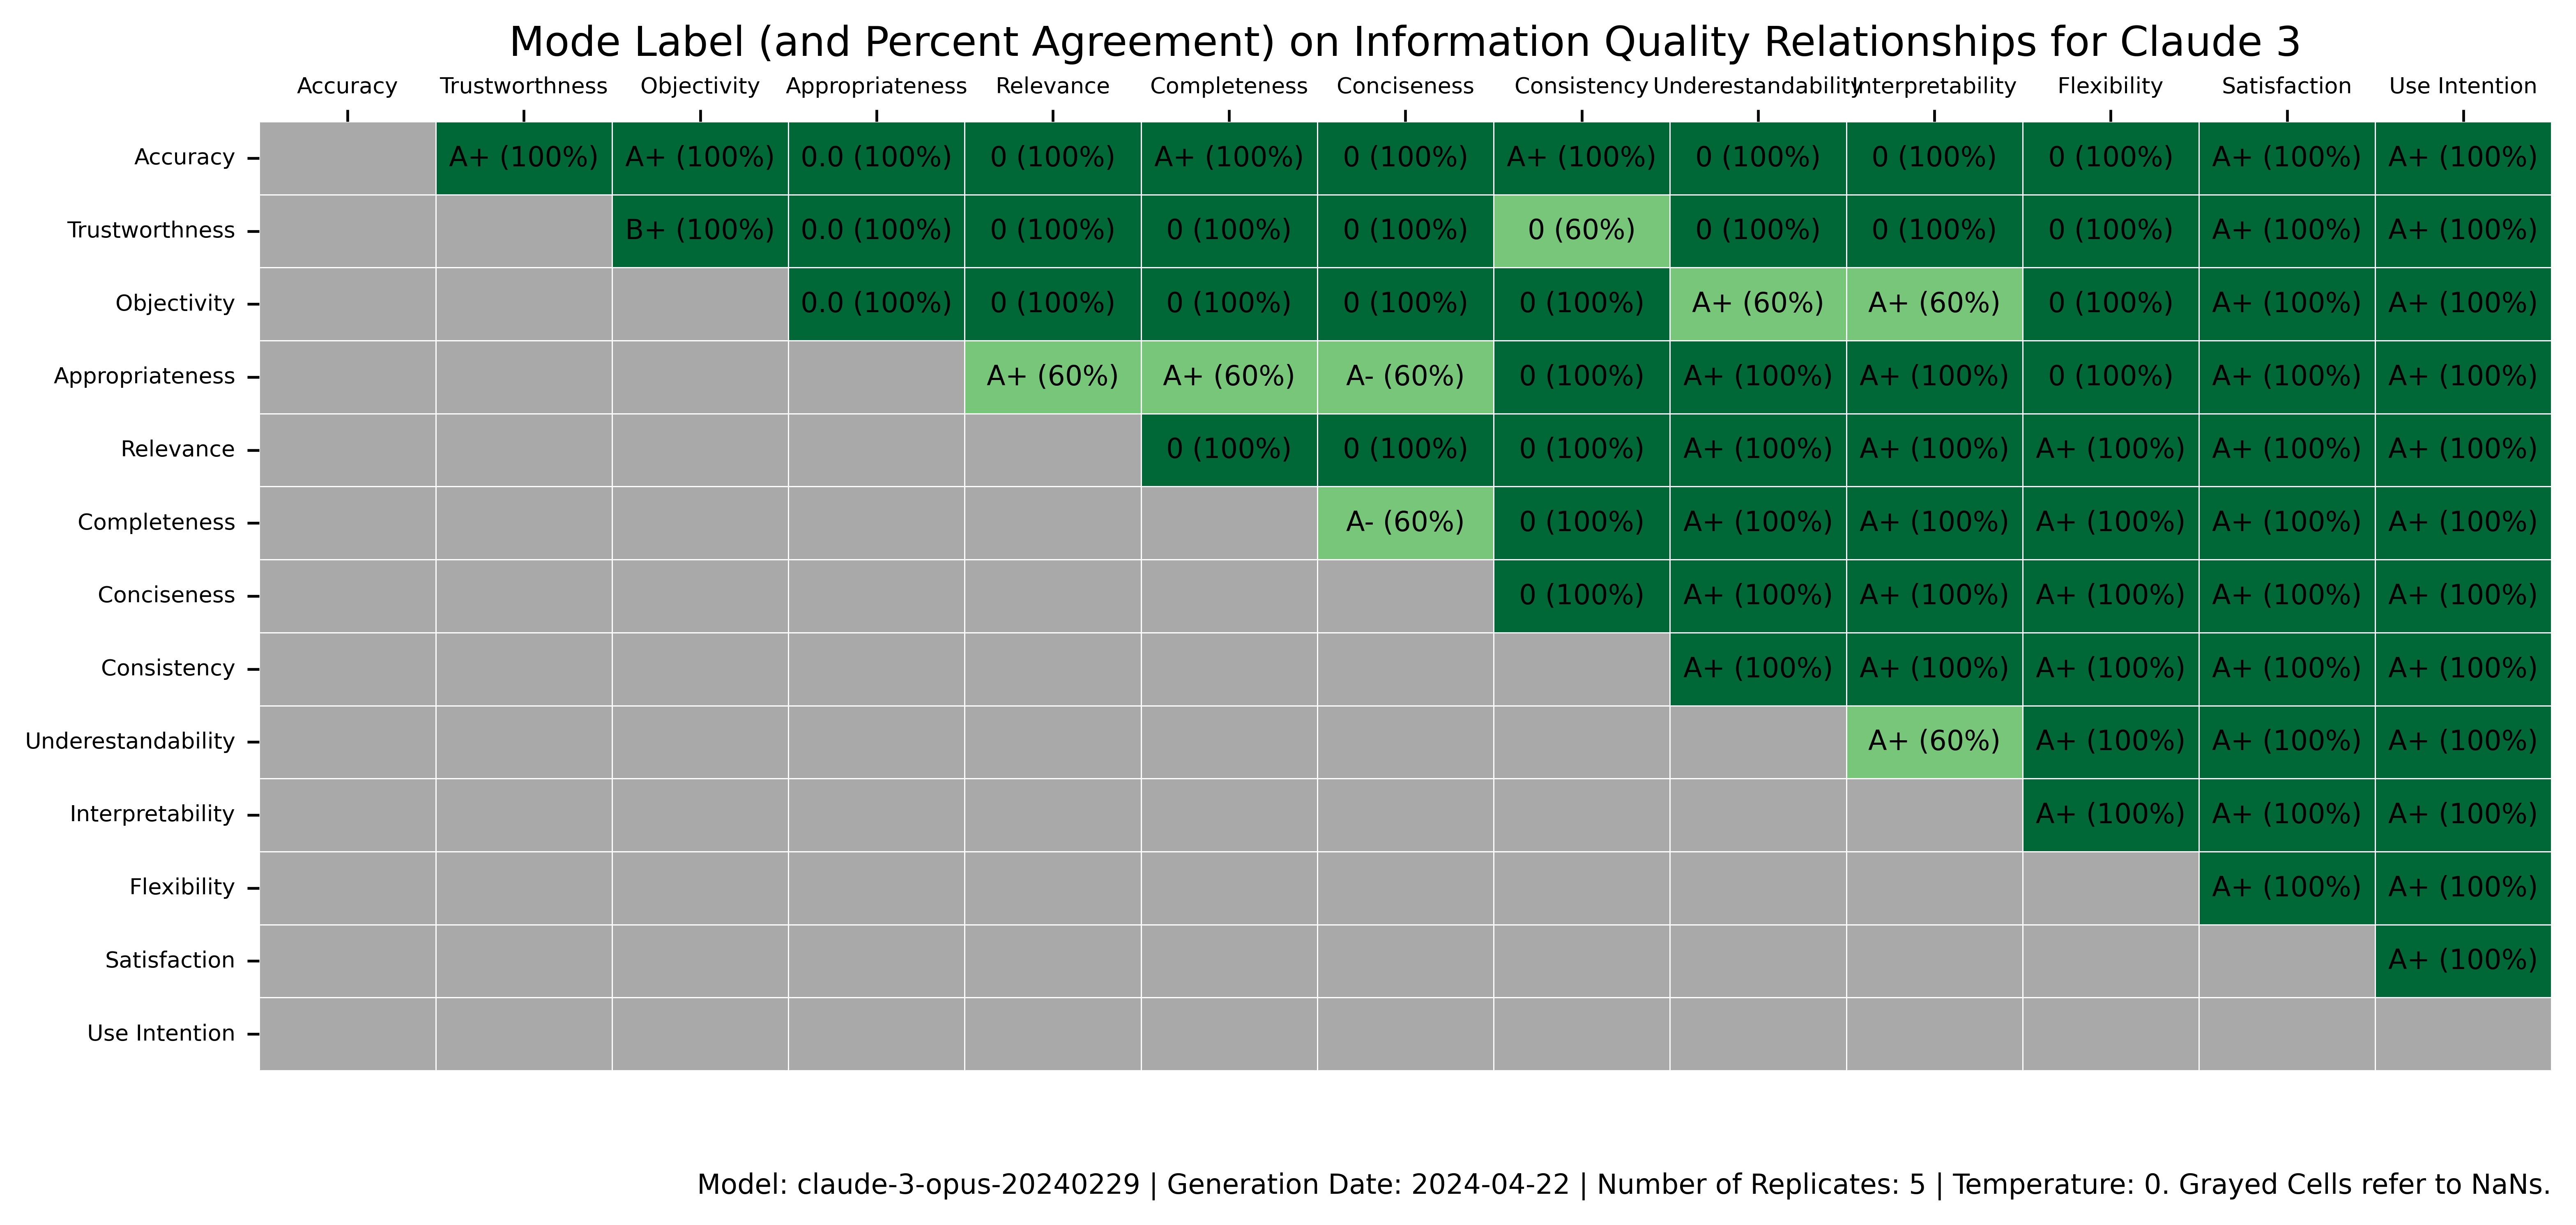 Mode Label (and Percent Agreement) on Information Quality Relationships for Claude 3
Accuracy Trustworthness Objectivity Appropriateness Relevance Completeness Conciseness Consistency Underestandability Interpretability Flexibility Satisfaction Use Intention
Accuracy A+ (100%) A+ (100%) 0.0 (100%) 0 (100%) A+ (100%) 0 (100%) A+ (100%) 0 (100%) 0 (100%) 0 (100%) A+ (100%) A+ (100%)
Trustworthness B+ (100%) 0.0 (100%) 0 (100%) 0 (100%) 0 (100%) 0 (60%) 0 (100%) 0 (100%) 0 (100%) A+ (100%) A+ (100%)
Objectivity 0.0 (100%) 0 (100%) 0 (100%) 0 (100%) 0 (100%) A+ (60%) A+ (60%) 0 (100%) A+ (100%) A+ (100%)
Appropriateness A+ (60%) A+ (60%) A- (60%) 0 (100%) A+ (100%) A+ (100%) 0 (100%) A+ (100%) A+ (100%)
Relevance 0 (100%) 0 (100%) 0 (100%) A+ (100%) A+ (100%) A+ (100%) A+ (100%) A+ (100%)
Completeness A- (60%) 0 (100%) A+ (100%) A+ (100%) A+ (100%) A+ (100%) A+ (100%)
Conciseness 0 (100%) A+ (100%) A+ (100%) A+ (100%) A+ (100%) A+ (100%)
Consistency A+ (100%) A+ (100%) A+ (100%) A+ (100%) A+ (100%)
Underestandability A+ (60%) A+ (100%) A+ (100%) A+ (100%)
Interpretability A+ (100%) A+ (100%) A+ (100%)
Flexibility A+ (100%) A+ (100%)
Satisfaction A+ (100%)
Use Intention
Model: claude-3-opus-20240229 | Generation Date: 2024-04-22 | Number of Replicates: 5 | Temperature: 0. Grayed Cells refer to NaNs.